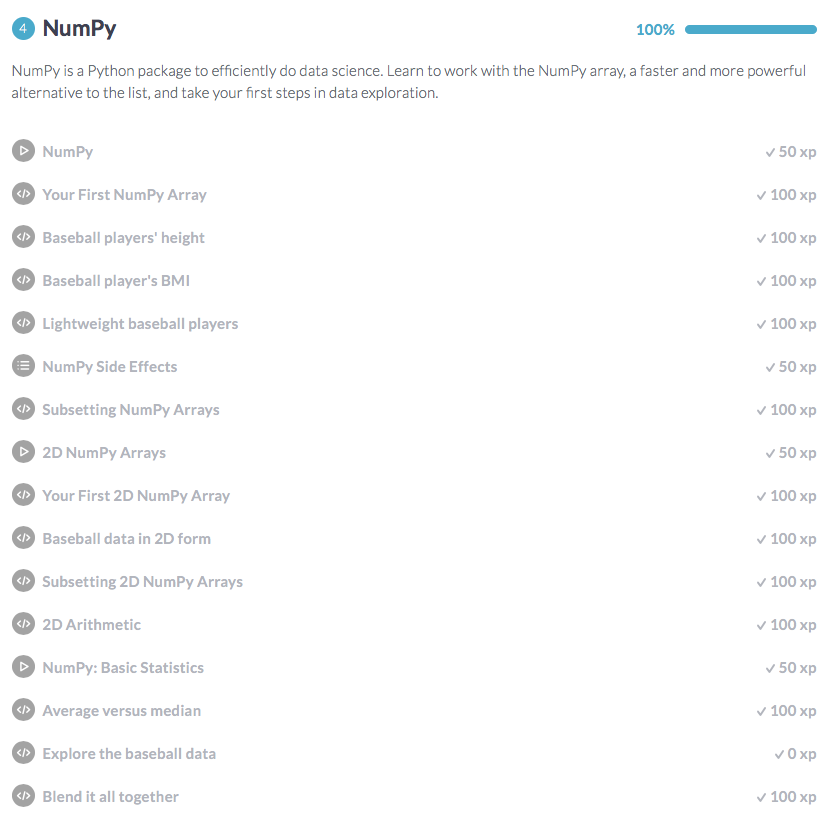 4 NumPy 100%
NumPy is a Python package to efficiently do data science. Learn to work with the NumPy array, a faster and more powerful
alternative to the list, and take your first steps in data exploration.
NumPy ✓ 50 xp
</> Your First NumPy Array ✓ 100 xp
</> Baseball players' height ✓ 100 xp
</> Baseball player's BMI ✓ 100 xp
</> Lightweight baseball players ✓ 100 xp
NumPy Side Effects ✓ 50 xp
</> Subsetting NumPy Arrays ✓ 100 xp
2D NumPy Arrays ✓ 50 xp
</> Your First 2D NumPy Array ✓ 100 xp
</> Baseball data in 2D form ✓ 100 xp
</> Subsetting 2D NumPy Arrays ✓ 100 xp
</> 2D Arithmetic ✓ 100 xp
NumPy: Basic Statistics ✓ 50 xp
</> Average versus median ✓ 100 xp
</> Explore the baseball data ✓ 0 xp
</> Blend it all together ✓ 100 xp